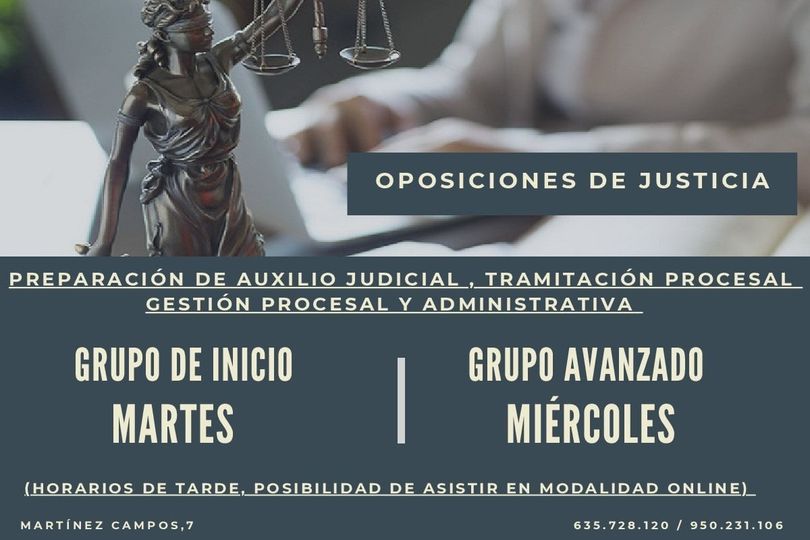 OPOSICIONES DE JUSTICIA
PREPARACIÓN DE AUXILIO JUDICIAL , TRAMITACIÓN PROCESAL
GESTIÓN PROCESAL Y ADMINISTRATIVA
GRUPO DE INICIO
MARTES
GRUPO AVANZADO
MIÉRCOLES
(HORARIOS DE TARDE, POSIBILIDAD DE ASISTIR EN MODALIDAD ONLINE)
MARTÍNEZ CAMPOS,7
635.728.120 / 950.231.106